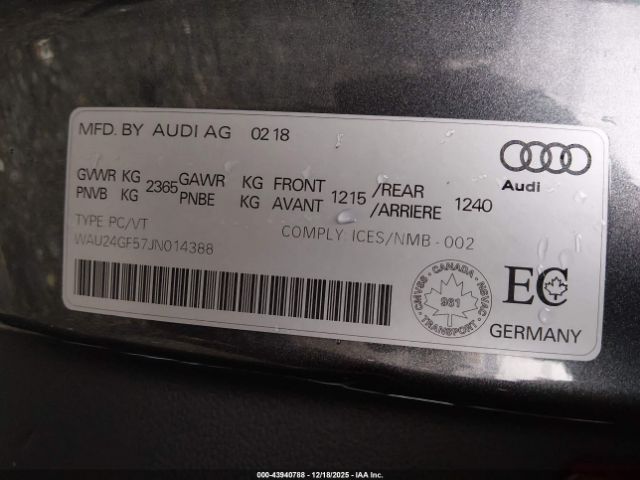 MFD. BY AUDI AG 02 18
Audi
GVWR KG 2365 GAWR KG FRONT 1215 /REAR 1240
PNVB KG PNBE KG AVANT /ARRIERE
TYPE PC/VT
WAU24GF57JN014388
COMPLY ICES/NMB-002
CANADA
CMVSS NSVAC
961
TRANSPORT
EC
GERMANY
000-43940788 - 12/18/2025 - IAA Inc.